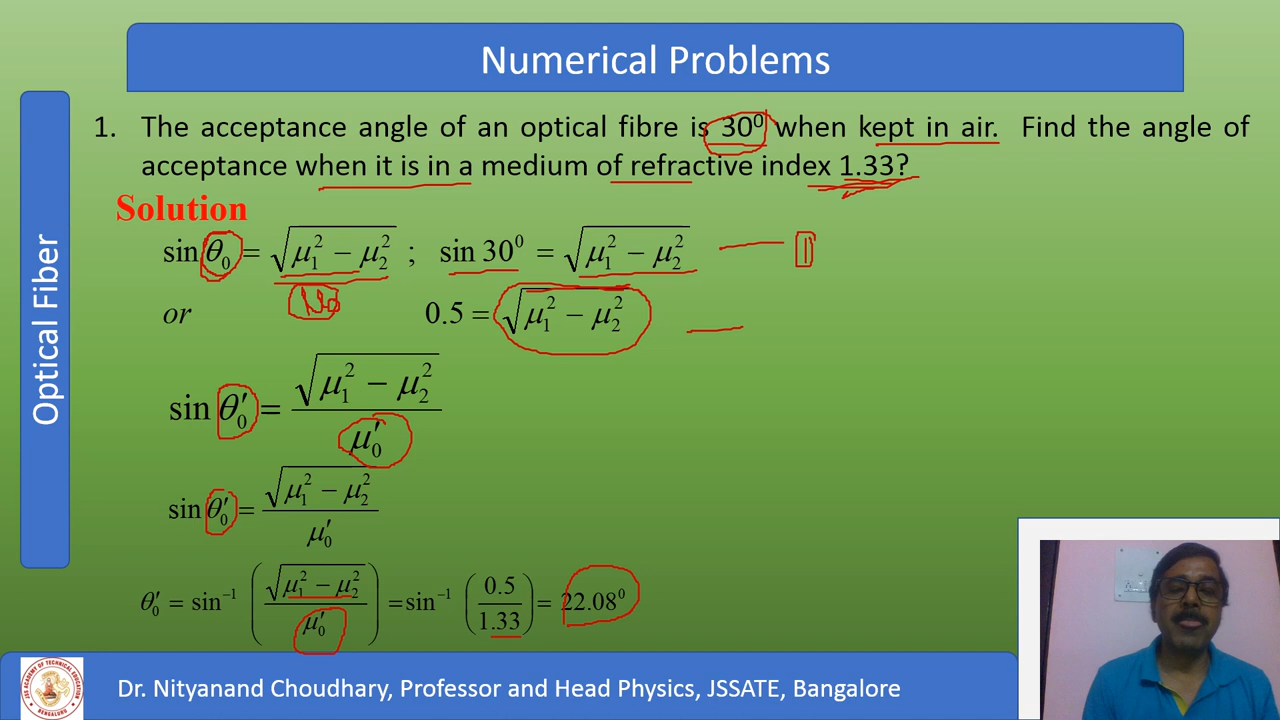 Numerical Problems
Optical Fiber
1. The acceptance angle of an optical fibre is 30⁰ when kept in air. Find the angle of
acceptance when it is in a medium of refractive index 1.33?
Solution
sin θ₀ = √(μ₁² − μ₂²) ; sin 30⁰ = √(μ₁² − μ₂²) — 1
μ₀
or 0.5 = √(μ₁² − μ₂²)
sin θ₀′ = √(μ₁² − μ₂²) / μ₀′
sin θ₀′ = √(μ₁² − μ₂²) / μ₀′
θ₀′ = sin⁻¹ (√(μ₁² − μ₂²) / μ₀′) = sin⁻¹ (0.5 / 1.33) = 22.08⁰
Dr. Nityanand Choudhary, Professor and Head Physics, JSSATE, Bangalore